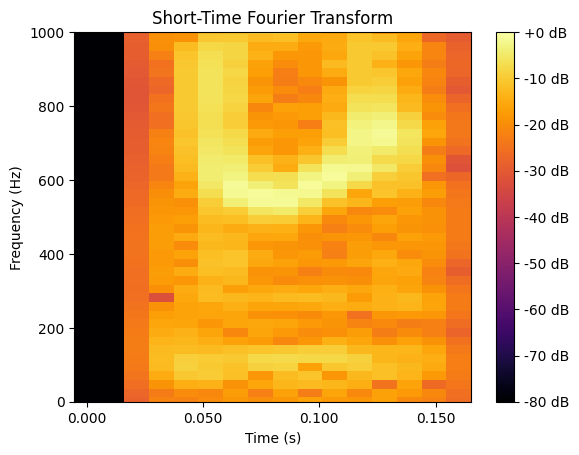 Short-Time Fourier Transform
1000
800
600
400
200
0
Frequency (Hz)
0.000
0.050
0.100
0.150
Time (s)
+0 dB
-10 dB
-20 dB
-30 dB
-40 dB
-50 dB
-60 dB
-70 dB
-80 dB